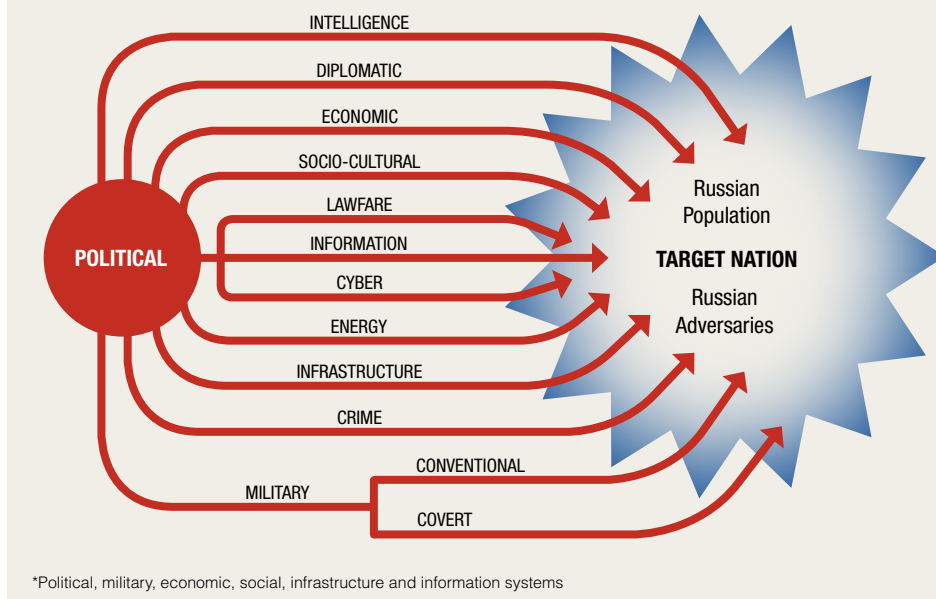 INTELLIGENCE
DIPLOMATIC
ECONOMIC
SOCIO-CULTURAL
LAWFARE
POLITICAL
INFORMATION
CYBER
ENERGY
INFRASTRUCTURE
CRIME
MILITARY
CONVENTIONAL
COVERT
Russian
Population
TARGET NATION
Russian
Adversaries
*Political, military, economic, social, infrastructure and information systems